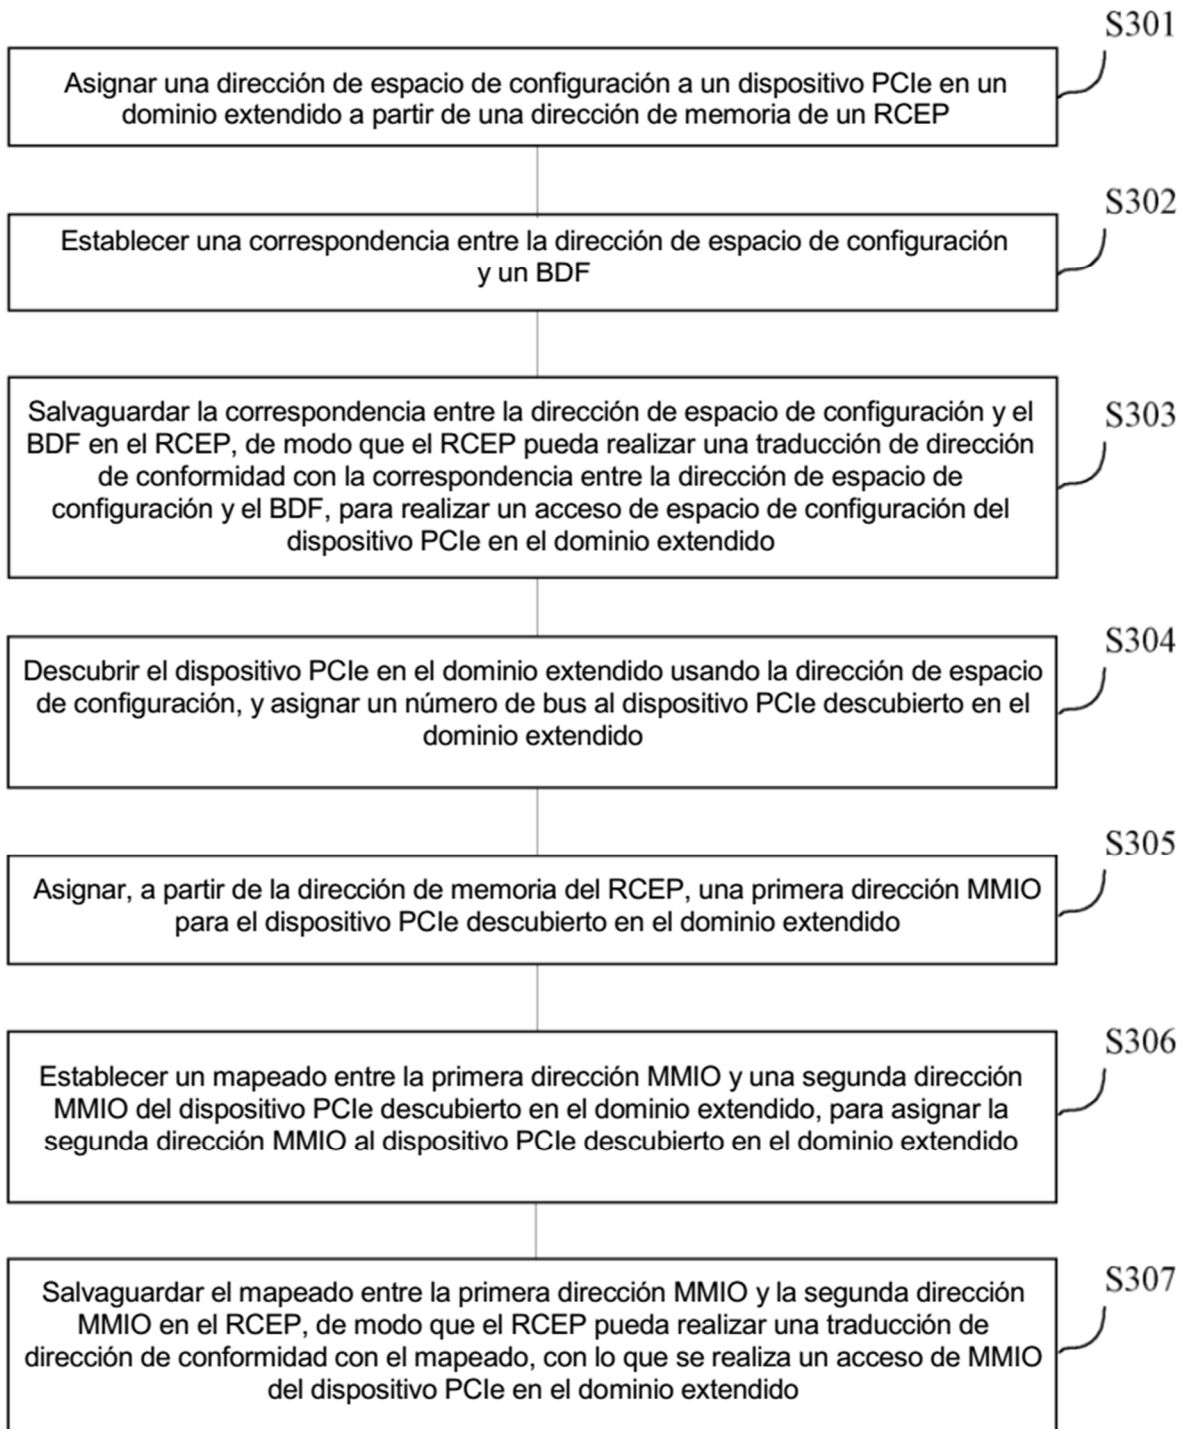 S301
Asignar una dirección de espacio de configuración a un dispositivo PCIe en un
dominio extendido a partir de una dirección de memoria de un RCEP
S302
Establecer una correspondencia entre la dirección de espacio de configuración
y un BDF
S303
Salvaguardar la correspondencia entre la dirección de espacio de configuración y el
BDF en el RCEP, de modo que el RCEP pueda realizar una traducción de dirección
de conformidad con la correspondencia entre la dirección de espacio de
configuración y el BDF, para realizar un acceso de espacio de configuración del
dispositivo PCIe en el dominio extendido
S304
Descubrir el dispositivo PCIe en el dominio extendido usando la dirección de espacio
de configuración, y asignar un número de bus al dispositivo PCIe descubierto en el
dominio extendido
S305
Asignar, a partir de la dirección de memoria del RCEP, una primera dirección MMIO
para el dispositivo PCIe descubierto en el dominio extendido
S306
Establecer un mapeado entre la primera dirección MMIO y una segunda dirección
MMIO del dispositivo PCIe descubierto en el dominio extendido, para asignar la
segunda dirección MMIO al dispositivo PCIe descubierto en el dominio extendido
S307
Salvaguardar el mapeado entre la primera dirección MMIO y la segunda dirección
MMIO en el RCEP, de modo que el RCEP pueda realizar una traducción de
dirección de conformidad con el mapeado, con lo que se realiza un acceso de MMIO
del dispositivo PCIe en el dominio extendido